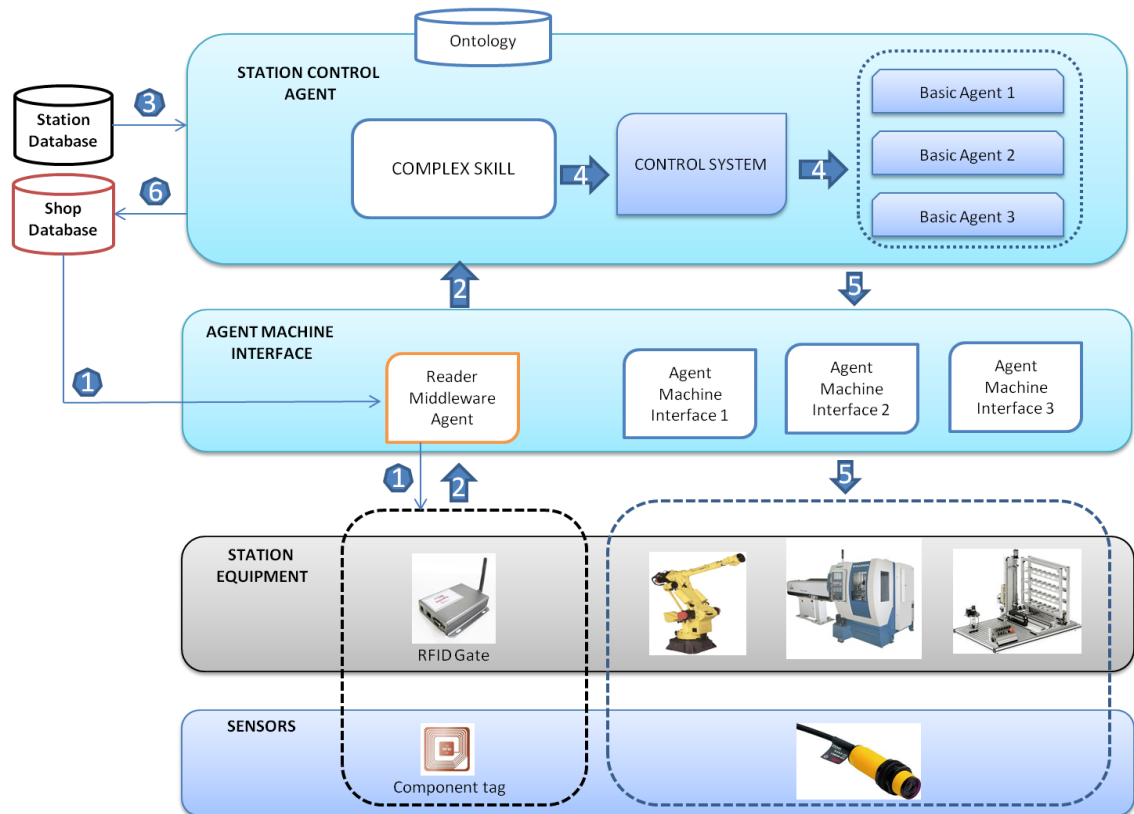 Ontology
STATION CONTROL
AGENT
Station
Database
3
Shop
Database
6
COMPLEX SKILL
4
CONTROL SYSTEM
4
Basic Agent 1
Basic Agent 2
Basic Agent 3
2
5
AGENT MACHINE
INTERFACE
1
Reader
Middleware
Agent
Agent
Machine
Interface 1
Agent
Machine
Interface 2
Agent
Machine
Interface 3
1
2
5
STATION
EQUIPMENT
RFID Gate
SENSORS
Component tag